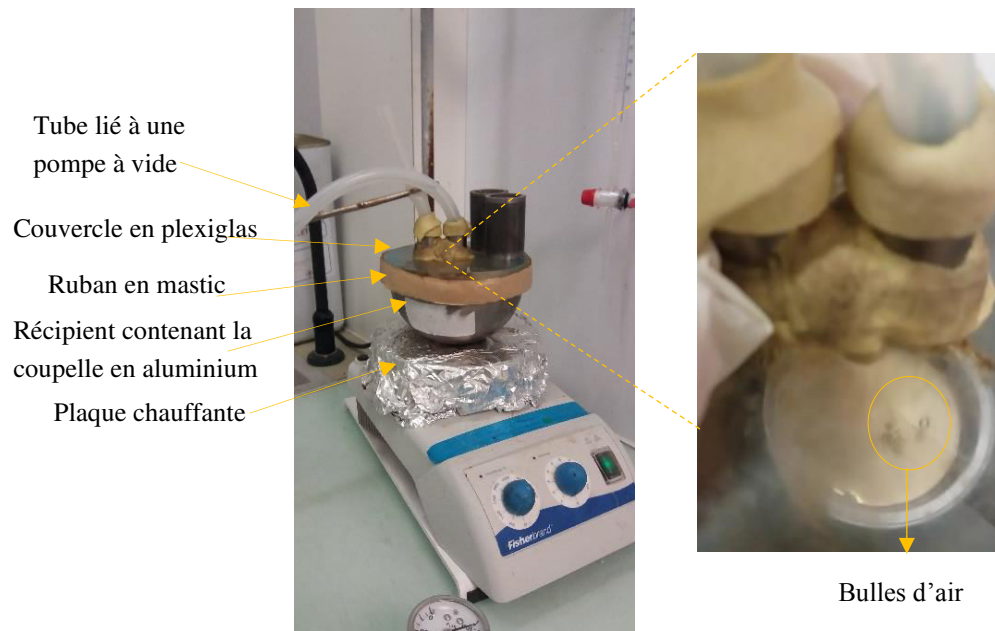 Tube lié à une
pompe à vide
Couvercle en plexiglas
Ruban en mastic
Récipient contenant la
coupelle en aluminium
Plaque chauffante
Fisherbrand
Bulles d'air